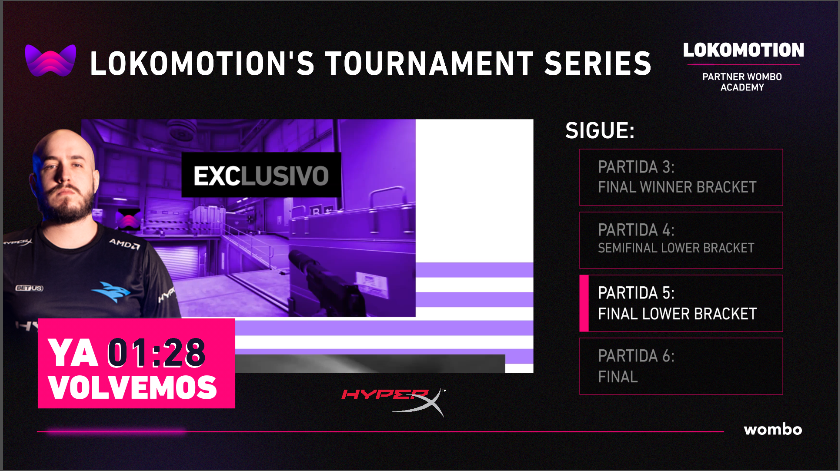 LOKOMOTION'S TOURNAMENT SERIES
LOKOMOTION
PARTNER WOMBO
ACADEMY
EXCLUSIVO
SIGUE:
PARTIDA 3:
FINAL WINNER BRACKET
PARTIDA 4:
SEMIFINAL LOWER BRACKET
PARTIDA 5:
FINAL LOWER BRACKET
PARTIDA 6:
FINAL
AMD
YA 01:28
VOLVEMOS
HYPERX
wombo